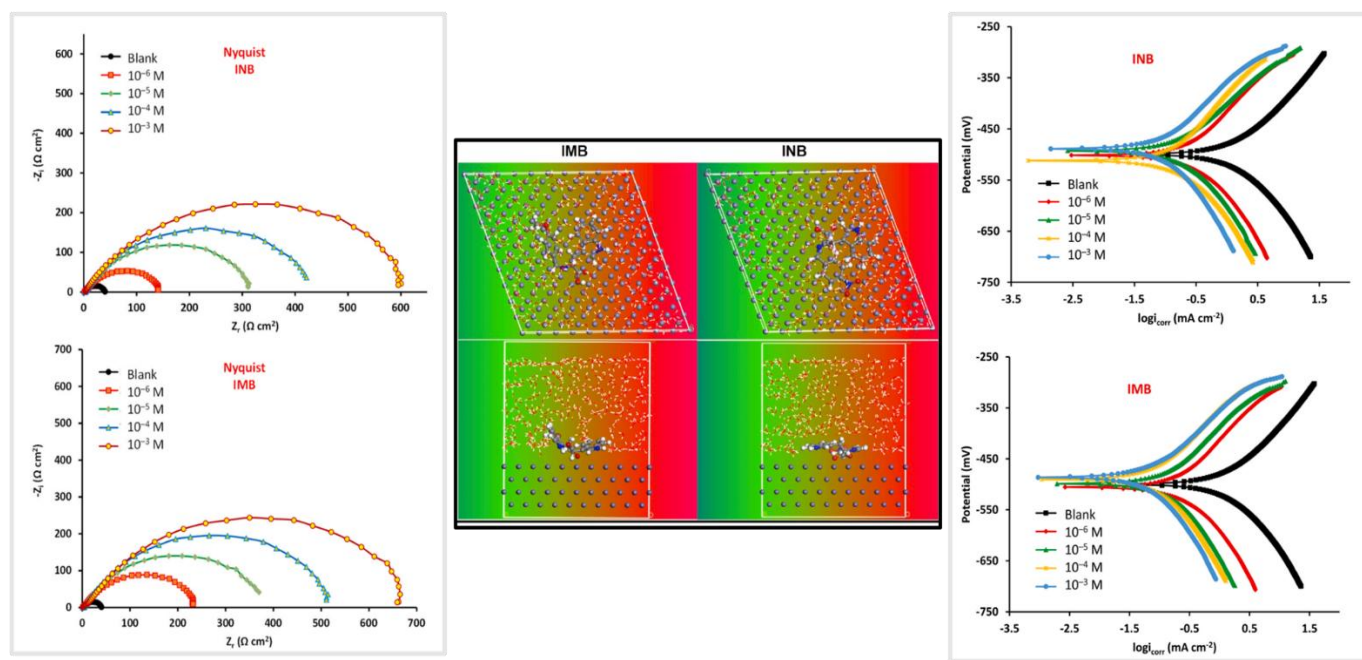 Nyquist
INB
Blank
10⁻⁶ M
10⁻⁵ M
10⁻⁴ M
10⁻³ M
-Zᵢ (Ω cm²)
600
500
400
300
200
100
0
0 100 200 300 400 500 600
Zᵣ (Ω cm²)
Nyquist
IMB
Blank
10⁻⁶ M
10⁻⁵ M
10⁻⁴ M
10⁻³ M
-Zᵢ (Ω cm²)
700
600
500
400
300
200
100
0
0 100 200 300 400 500 600 700
Zᵣ (Ω cm²)
IMB INB
INB
Potential (mV)
-250
-350
-450
-550
-650
-750
Blank
10⁻⁶ M
10⁻⁵ M
10⁻⁴ M
10⁻³ M
-3.5 -2.5 -1.5 -0.5 0.5 1.5
logi_corr (mA cm⁻²)
IMB
Potential (mV)
-250
-350
-450
-550
-650
-750
Blank
10⁻⁶ M
10⁻⁵ M
10⁻⁴ M
10⁻³ M
-3.5 -2.5 -1.5 -0.5 0.5 1.5
logi_corr (mA cm⁻²)